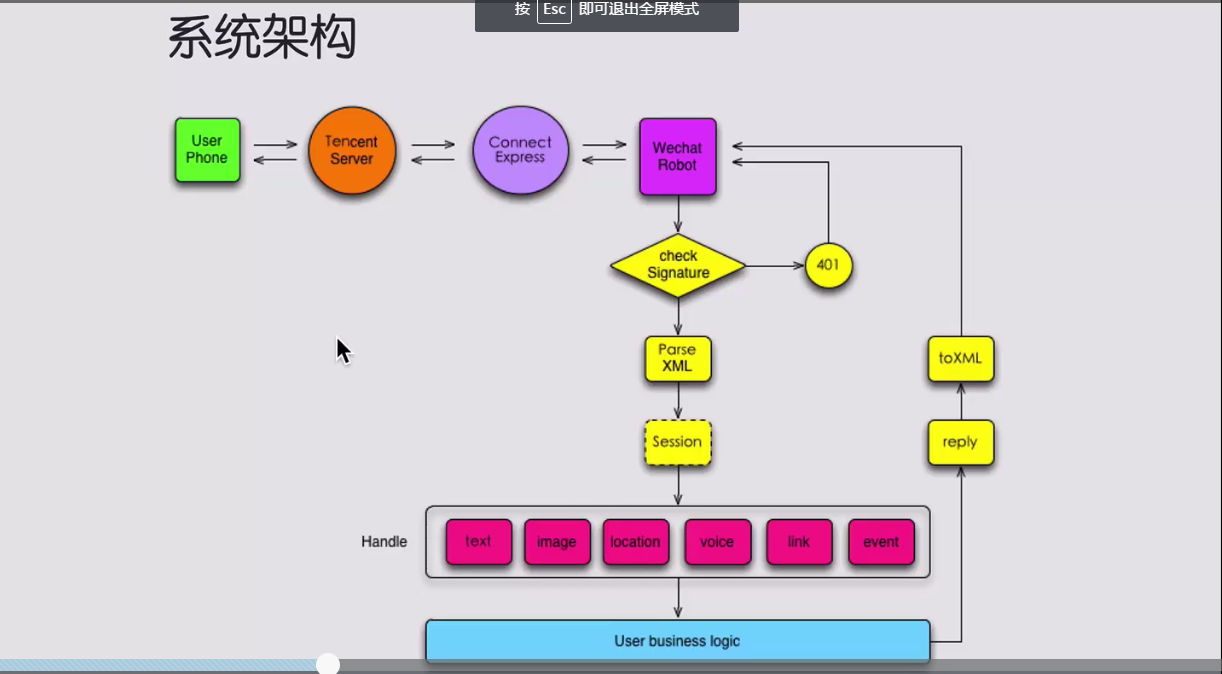 按 Esc 即可退出全屏模式
系统架构
User
Phone
Tencent
Server
Connect
Express
Wechat
Robot
check
Signature
401
Parse
XML
toXML
Session
reply
Handle
text
image
location
voice
link
event
User business logic